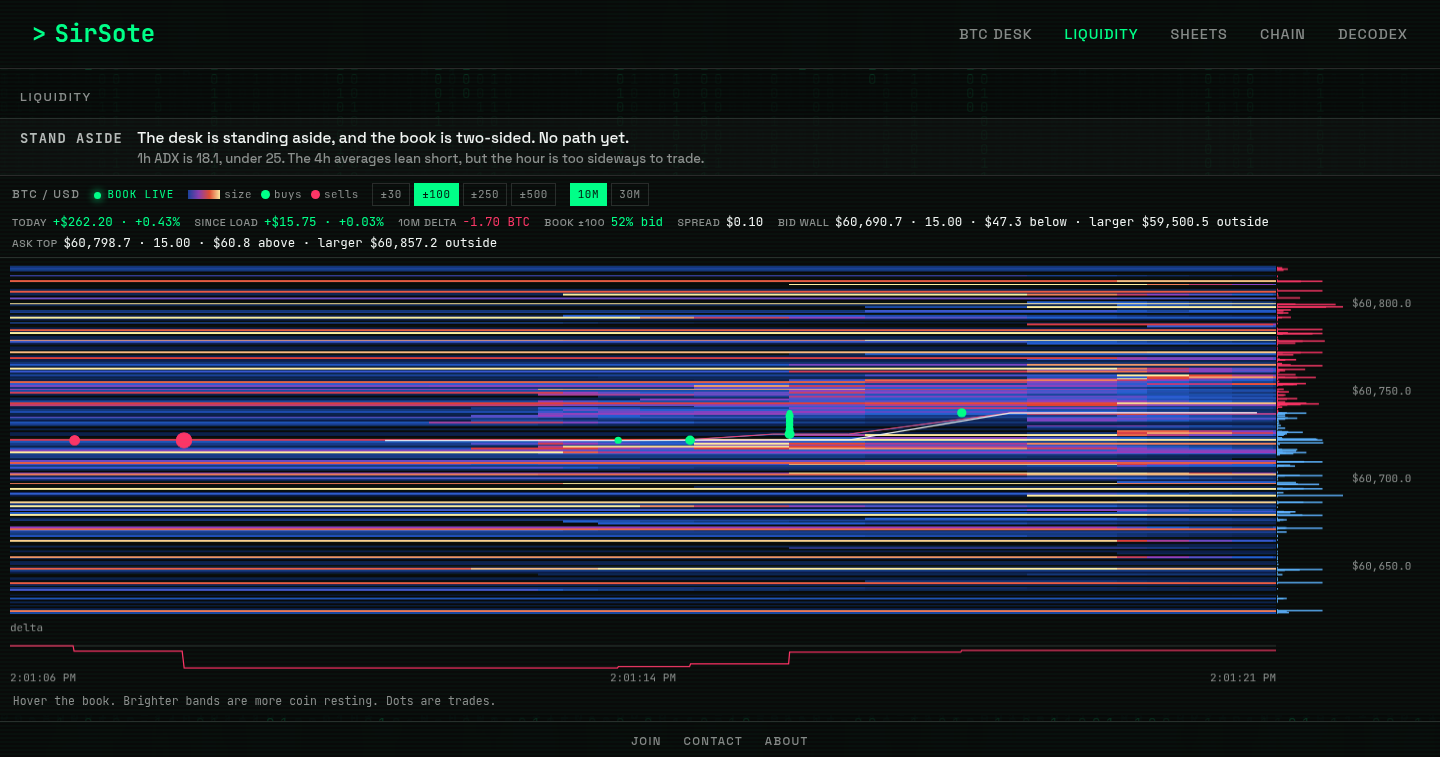 > SirSote
BTC DESK LIQUIDITY SHEETS CHAIN DECODEX
LIQUIDITY
STAND ASIDE The desk is standing aside, and the book is two-sided. No path yet.
1h ADX is 18.1, under 25. The 4h averages lean short, but the hour is too sideways to trade.
BTC / USD BOOK LIVE size buys sells ±30 ±100 ±250 ±500 10M 30M
TODAY +$262.20 · +0.43% SINCE LOAD +$15.75 · +0.03% 10M DELTA -1.70 BTC BOOK ±100 52% bid SPREAD $0.10 BID WALL $60,690.7 · 15.00 · $47.3 below · larger $59,500.5 outside
ASK TOP $60,798.7 · 15.00 · $60.8 above · larger $60,857.2 outside
$60,800.0
$60,750.0
$60,700.0
$60,650.0
delta
2:01:06 PM 2:01:14 PM 2:01:21 PM
Hover the book. Brighter bands are more coin resting. Dots are trades.
JOIN CONTACT ABOUT